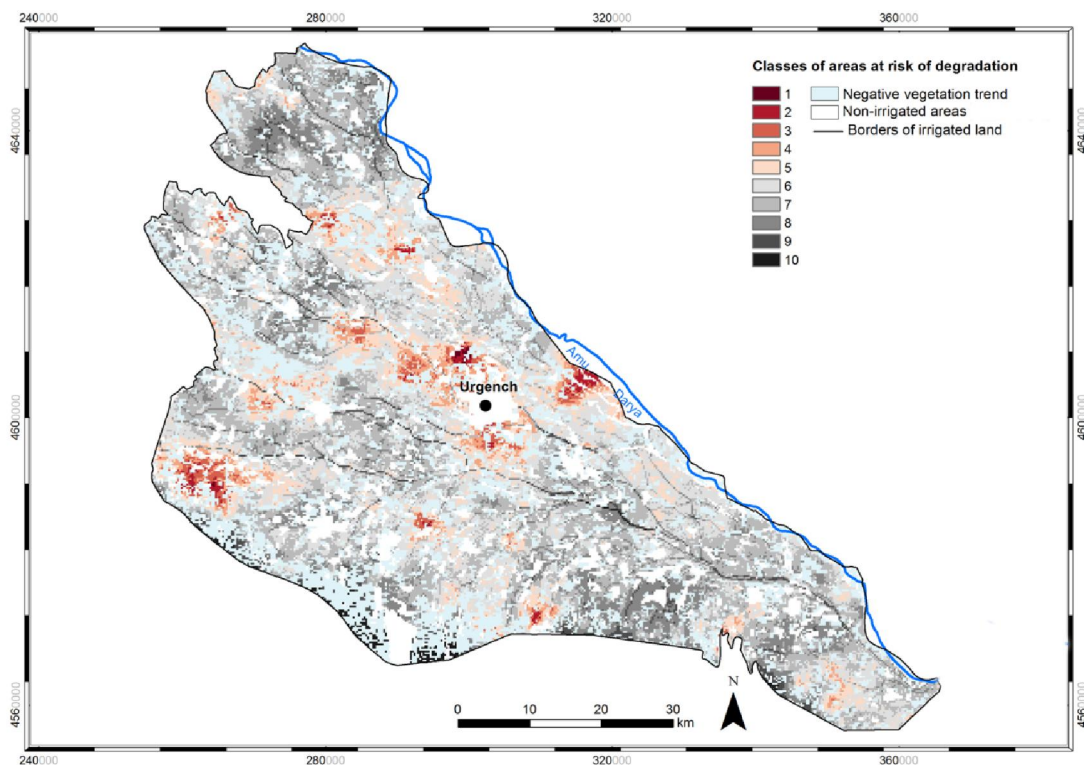 240000 280000 320000 360000
Classes of areas at risk of degradation
1 Negative vegetation trend
2 Non-irrigated areas
3 Borders of irrigated land
4
5
6
7
8
9
10
4640000 4640000
Amu Darya
Urgench
4600000 4600000
N
0 10 20 30
km
4560000 4560000
240000 280000 320000 360000